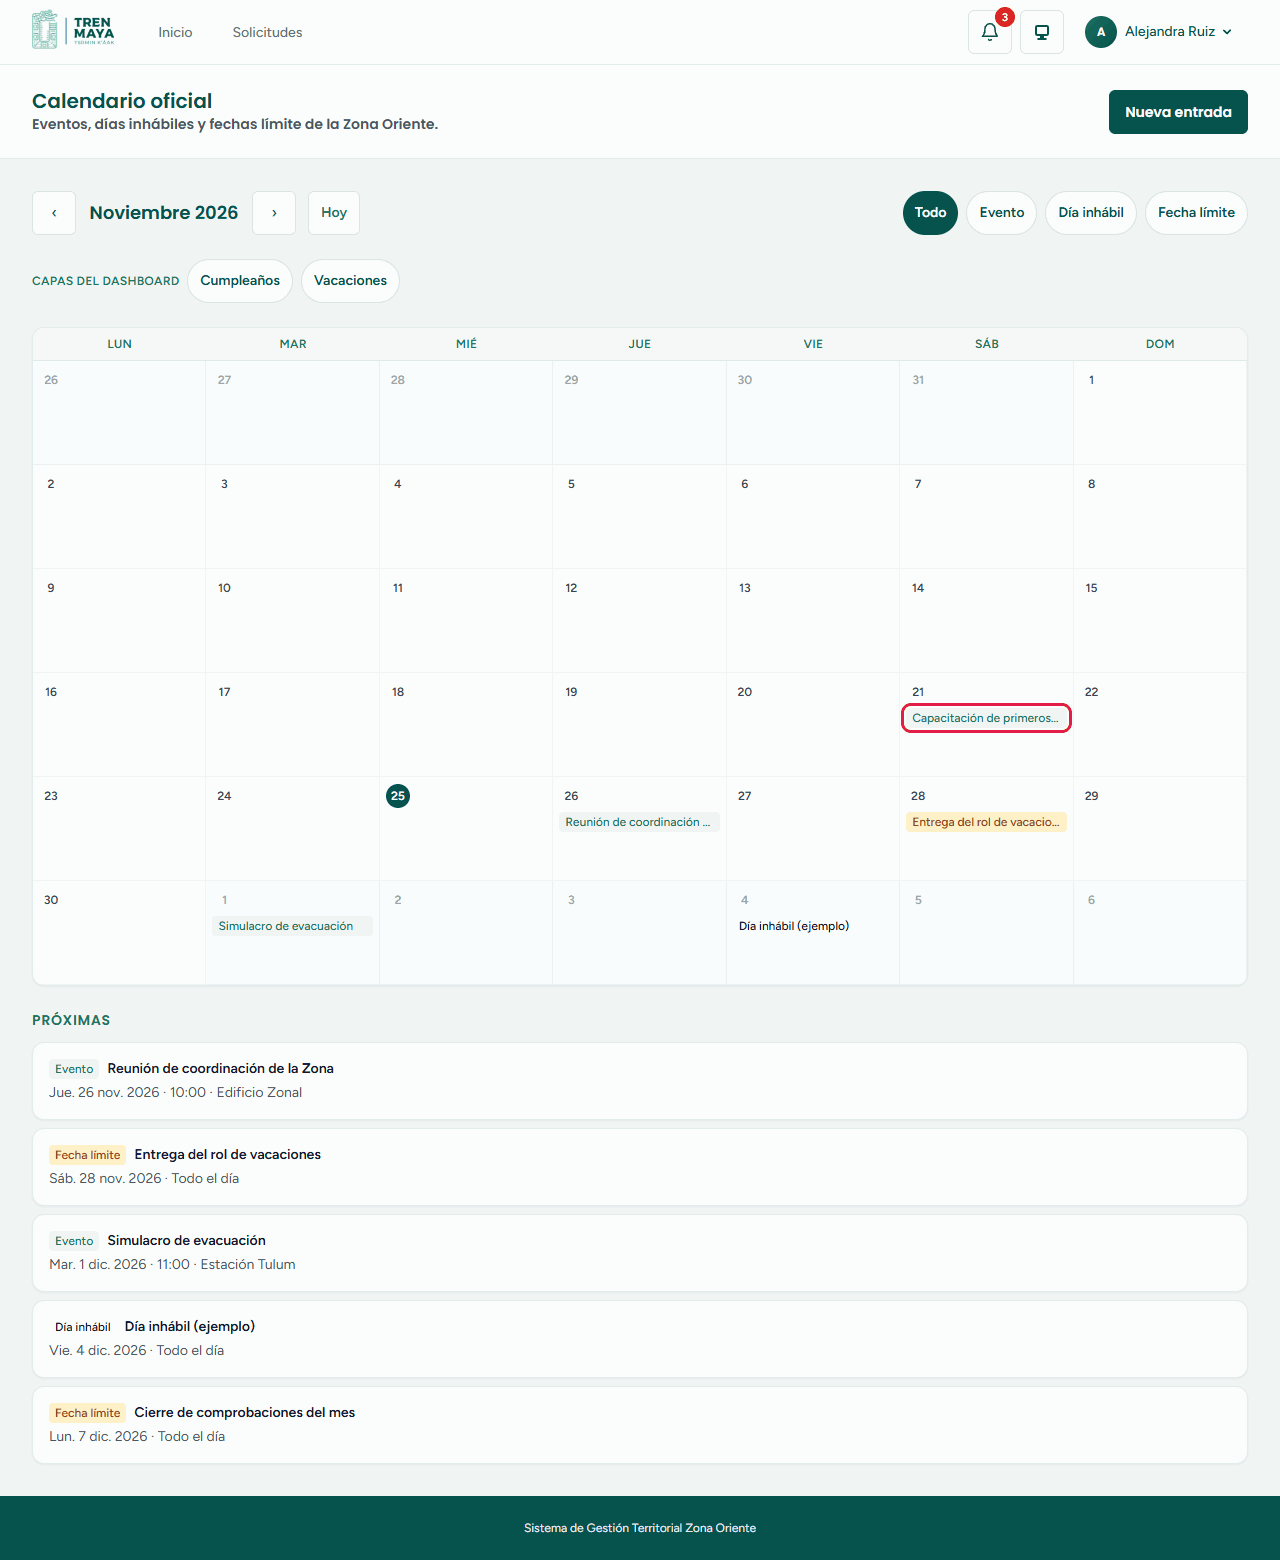 TREN
MAYA
TSÍIMIN K'ÁAK
Inicio
Solicitudes
3
A
Alejandra Ruiz
Calendario oficial
Eventos, días inhábiles y fechas límite de la Zona Oriente.
Nueva entrada
‹
Noviembre 2026
›
Hoy
Todo
Evento
Día inhábil
Fecha límite
CAPAS DEL DASHBOARD
Cumpleaños
Vacaciones
LUN MAR MIÉ JUE VIE SÁB DOM
26 27 28 29 30 31 1
2 3 4 5 6 7 8
9 10 11 12 13 14 15
16 17 18 19 20 21 22
Capacitación de primeros...
23 24 25 26 27 28 29
Reunión de coordinación ...
Entrega del rol de vacacio...
30 1 2 3 4 5 6
Simulacro de evacuación
Día inhábil (ejemplo)
PRÓXIMAS
Evento Reunión de coordinación de la Zona
Jue. 26 nov. 2026 · 10:00 · Edificio Zonal
Fecha límite Entrega del rol de vacaciones
Sáb. 28 nov. 2026 · Todo el día
Evento Simulacro de evacuación
Mar. 1 dic. 2026 · 11:00 · Estación Tulum
Día inhábil Día inhábil (ejemplo)
Vie. 4 dic. 2026 · Todo el día
Fecha límite Cierre de comprobaciones del mes
Lun. 7 dic. 2026 · Todo el día
Sistema de Gestión Territorial Zona Oriente